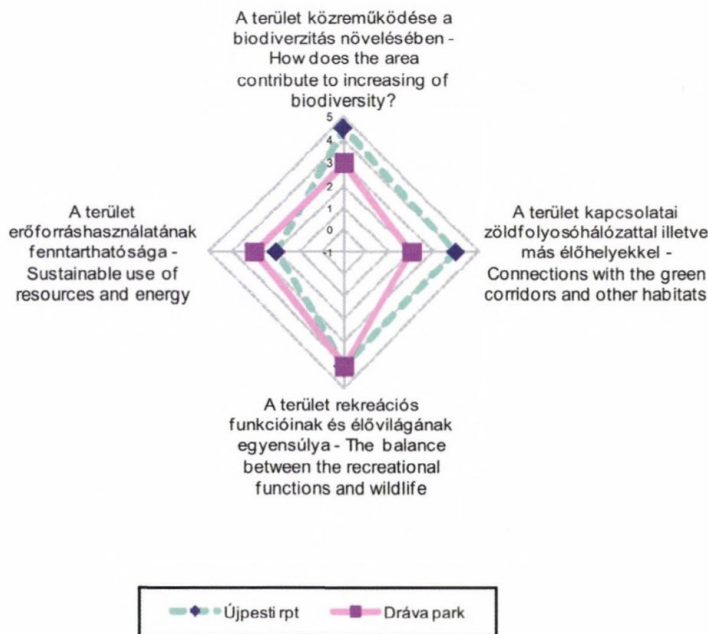 A terület közreműködése a
biodiverzitás növelésében -
How does the area
contribute to increasing of
biodiversity?
5
4
3
2
1
0
-1
A terület
erőforráshasználatának
fenntarthatósága -
Sustainable use of
resources and energy
A terület kapcsolatai
zöldfolyosóhálózattal illetve
más élőhelyekkel -
Connections with the green
corridors and other habitats
A terület rekreációs
funkcióinak és élővilágának
egyensúlya - The balance
between the recreational
functions and wildlife
Újpesti rpt
Dráva park